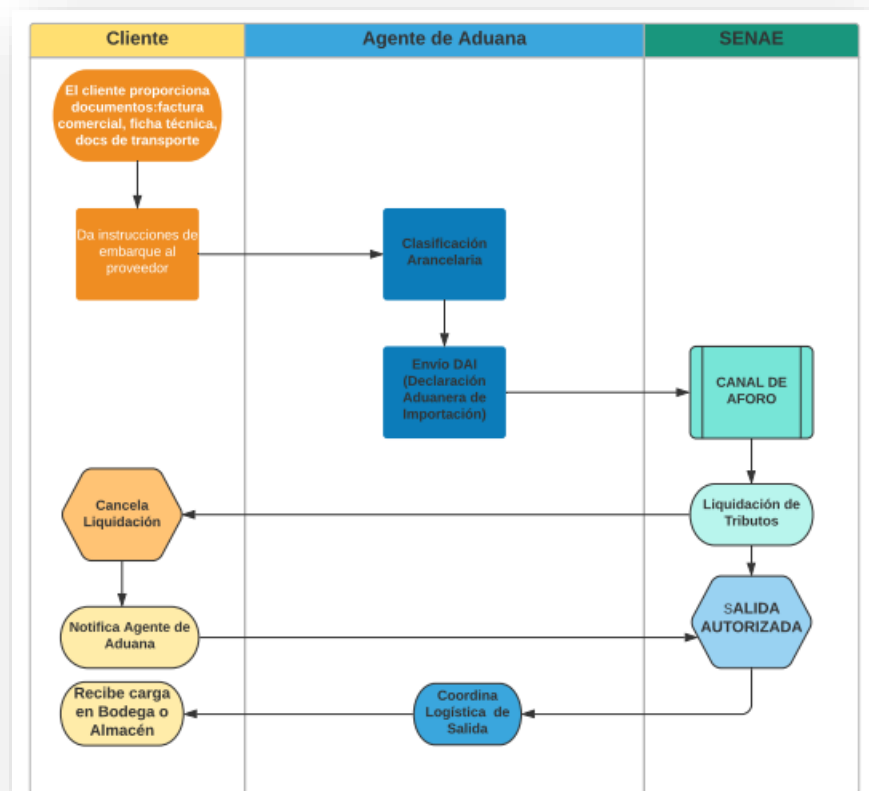 Cliente
Agente de Aduana
SENAE
El cliente proporciona
documentos:factura
comercial, ficha técnica,
docs de transporte
Da instrucciones de
embarque al
proveedor
Clasificación
Arancelaria
Envío DAI
(Declaración
Aduanera de
Importación)
CANAL DE
AFORO
Cancela
Liquidación
Liquidación de
Tributos
Notifica Agente de
Aduana
SALIDA
AUTORIZADA
Recibe carga
en Bodega o
Almacén
Coordina
Logística de
Salida